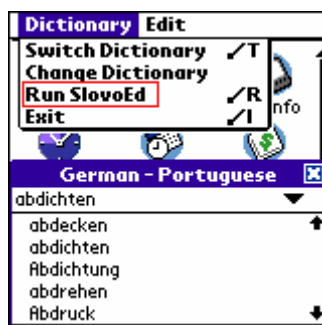 Dictionary Edit
Switch Dictionary /T
Change Dictionary
Run SlovoEd /R
Exit /I
nfo
German - Portuguese
abdichten
abdecken
abdichten
Abdichtung
abdrehen
Abdruck